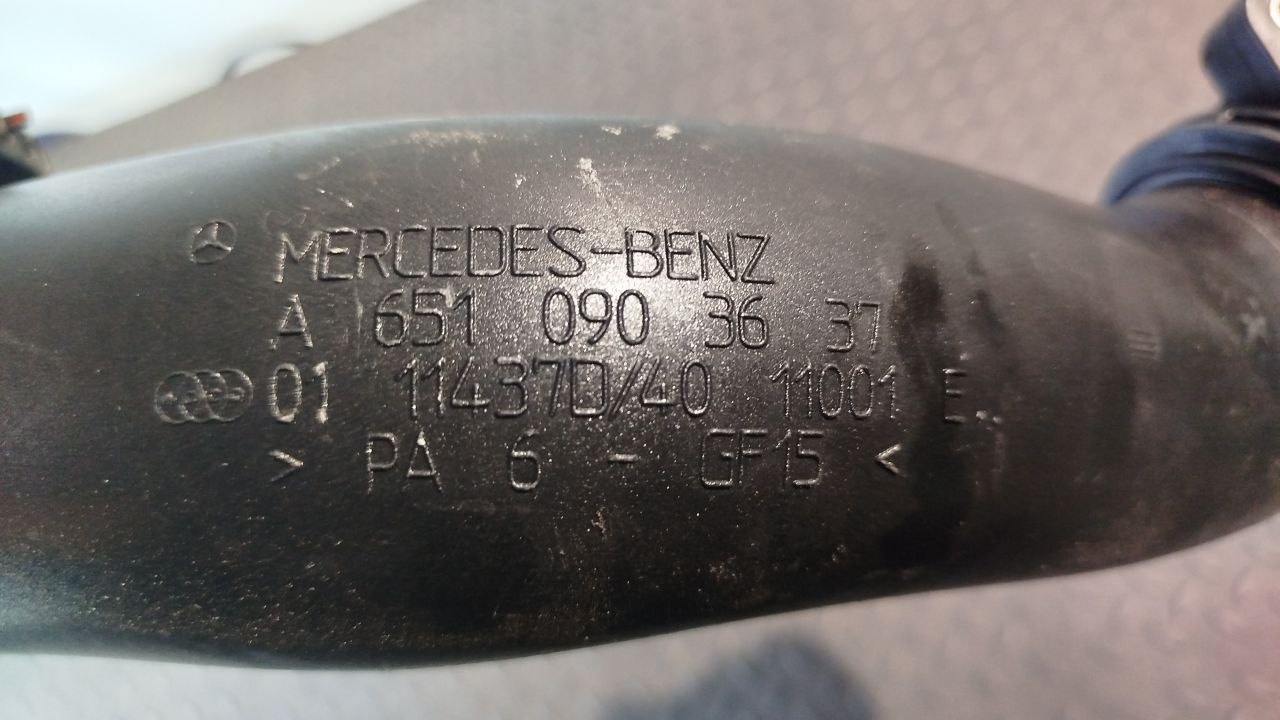 MERCEDES-BENZ
A 651 090 36 37
01 11437D/40 11001 E
> PA 6 - GF15 <